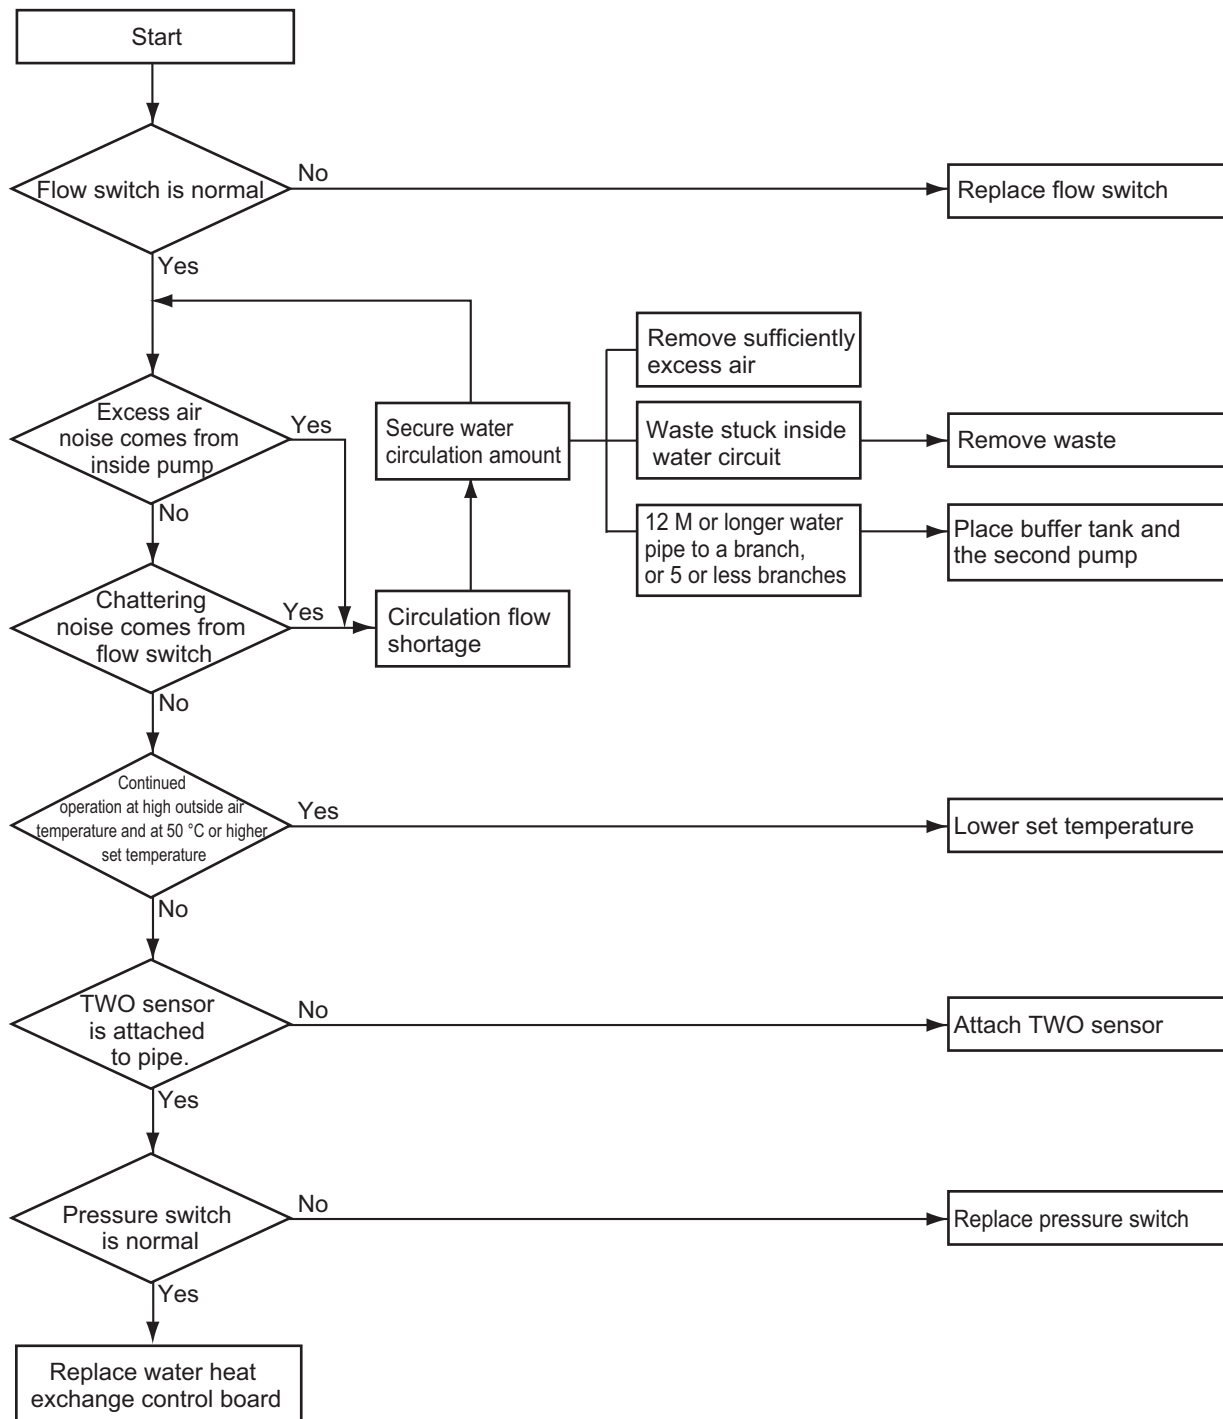 Start
Flow switch is normal
No
Replace flow switch
Yes
Remove sufficiently
excess air
Excess air
noise comes from
inside pump
Yes
Secure water
circulation amount
Waste stuck inside
water circuit
Remove waste
No
12 M or longer water
pipe to a branch,
or 5 or less branches
Place buffer tank and
the second pump
Chattering
noise comes from
flow switch
Yes
Circulation flow
shortage
No
Continued
operation at high outside air
temperature and at 50 °C or higher
set temperature
Yes
Lower set temperature
No
TWO sensor
is attached
to pipe.
No
Attach TWO sensor
Yes
Pressure switch
is normal
No
Replace pressure switch
Yes
Replace water heat
exchange control board